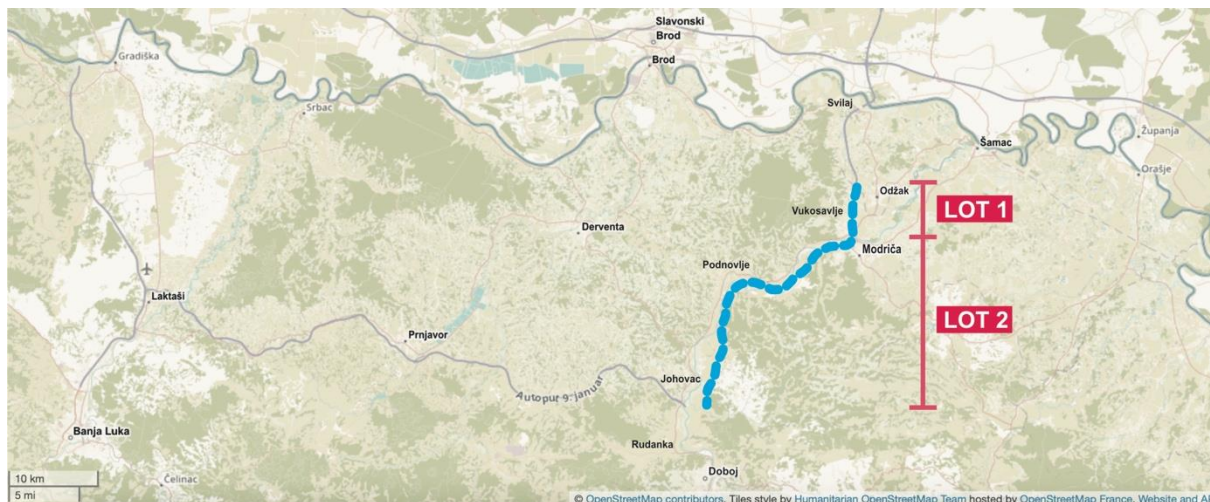 Slavonski
Brod
Brod
Gradiška
Srbac
Svilaj
Županja
Šamac
Orašje
Odžak
LOT 1
Vukosavlje
Derventa
Modriča
Podnovlje
Laktaši
LOT 2
Prnjavor
Johovac
Autoput 9. januar
Banja Luka
Rudanka
Doboj
Čelinac
10 km
5 mi
© OpenStreetMap contributors. Tiles style by Humanitarian OpenStreetMap Team hosted by OpenStreetMap France. Website and AP